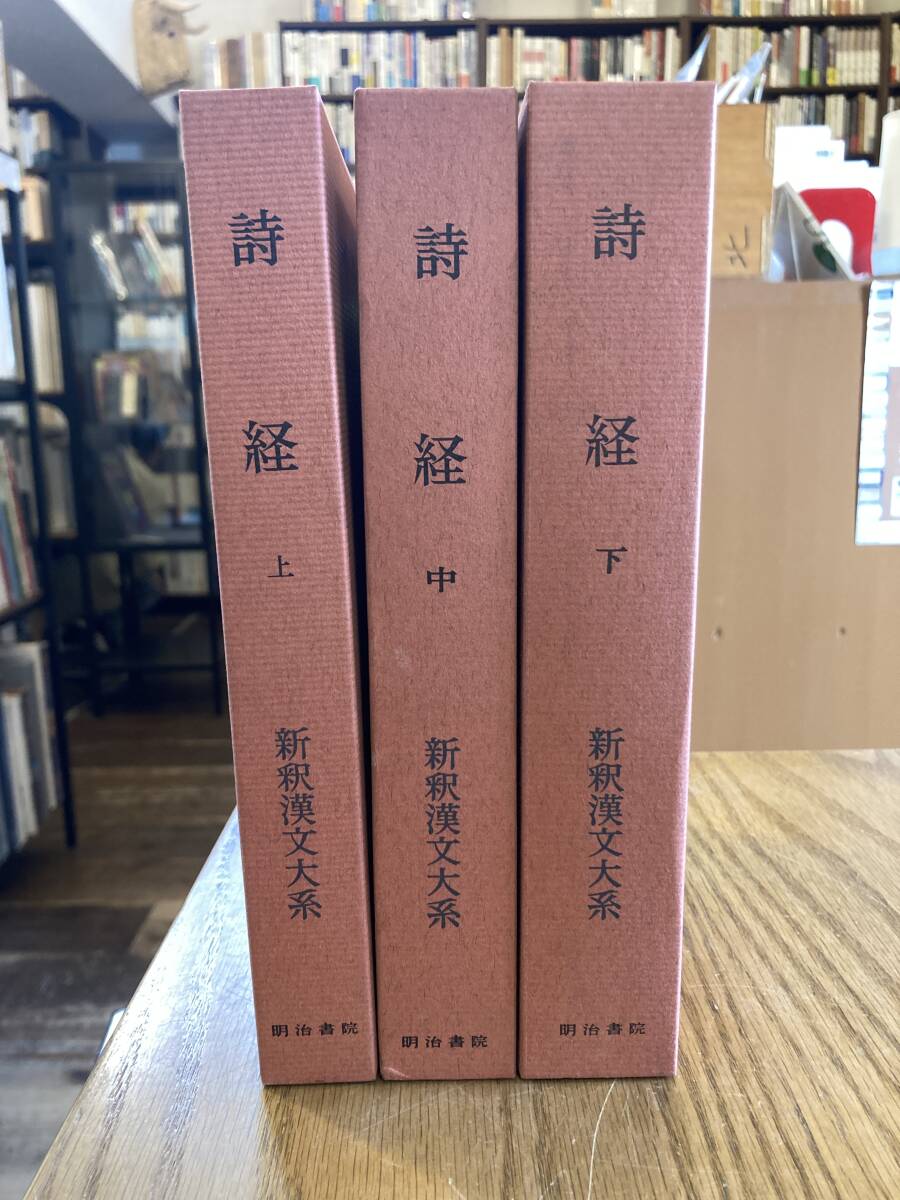 詩経 上
新釈漢文大系
明治書院
詩経 中
新釈漢文大系
明治書院
詩経 下
新釈漢文大系
明治書院
北